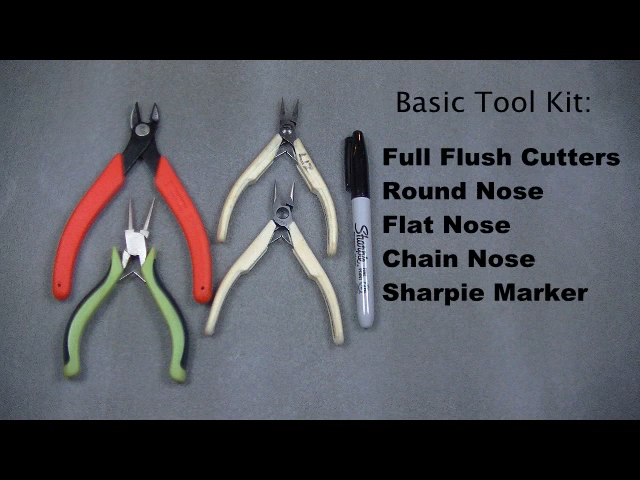 Basic Tool Kit:
Full Flush Cutters
Round Nose
Flat Nose
Chain Nose
Sharpie Marker
Sharpie